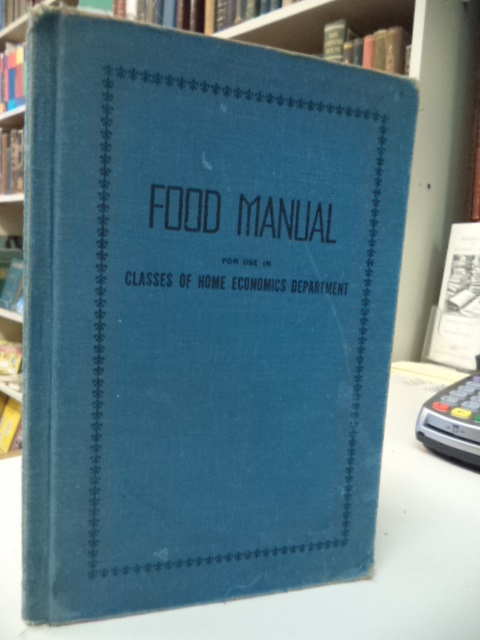 FOOD MANUAL
FOR USE IN
CLASSES OF HOME ECONOMICS DEPARTMENT